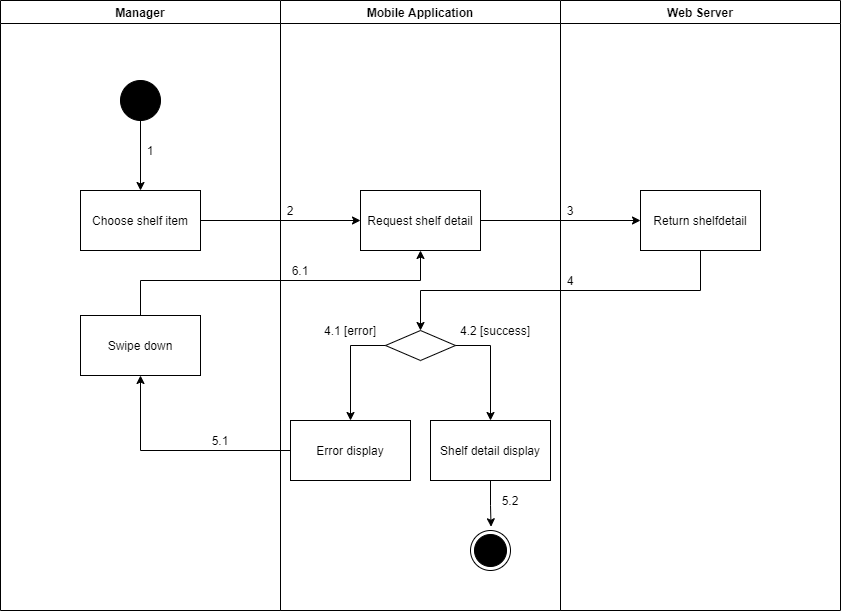 Manager
Mobile Application
Web Server
1
Choose shelf item
2
Request shelf detail
3
Return shelfdetail
6.1
4
4.1 [error]
4.2 [success]
Swipe down
5.1
Error display
Shelf detail display
5.2